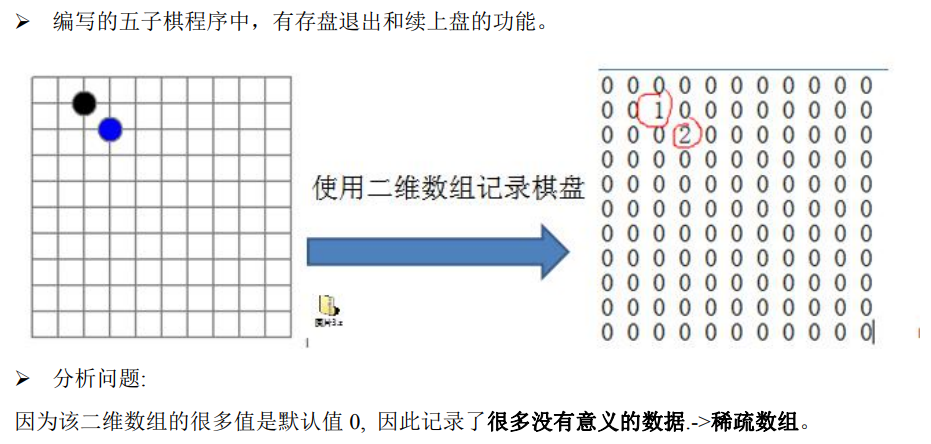 ➢ 编写的五子棋程序中，有存盘退出和续上盘的功能。
0 0 0 0 0 0 0 0 0 0 0
0 0 1 0 0 0 0 0 0 0 0
0 0 0 2 0 0 0 0 0 0 0
0 0 0 0 0 0 0 0 0 0 0
0 0 0 0 0 0 0 0 0 0 0
0 0 0 0 0 0 0 0 0 0 0
0 0 0 0 0 0 0 0 0 0 0
0 0 0 0 0 0 0 0 0 0 0
0 0 0 0 0 0 0 0 0 0 0
0 0 0 0 0 0 0 0 0 0 0
0 0 0 0 0 0 0 0 0 0 0
使用二维数组记录棋盘
图片3.x
➢ 分析问题:
因为该二维数组的很多值是默认值 0, 因此记录了很多没有意义的数据.->稀疏数组。